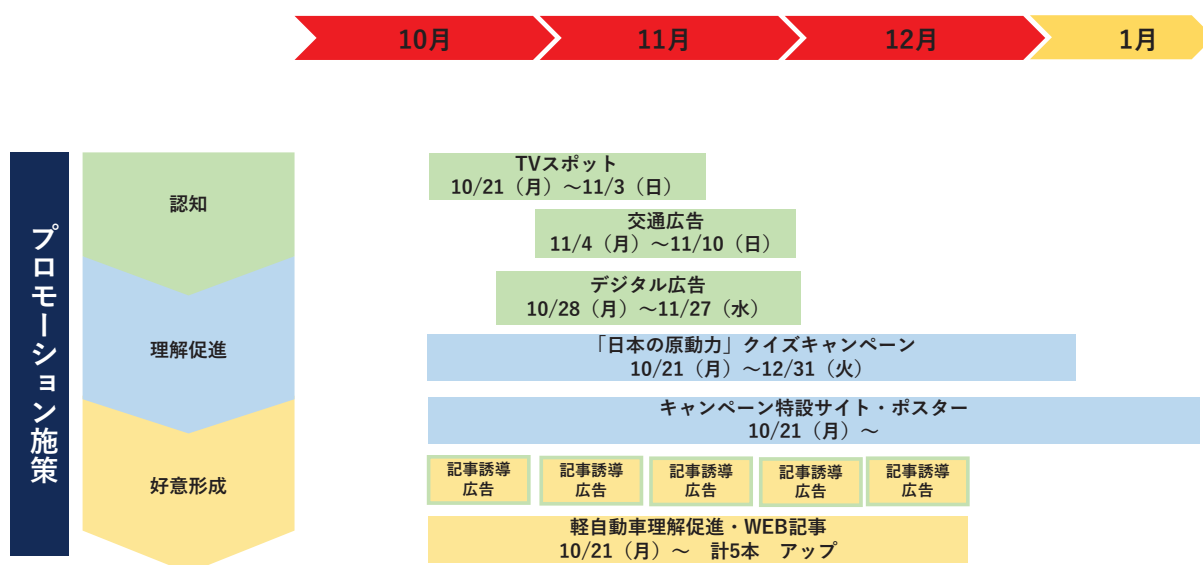 10月
11月
12月
1月
プロモーション施策
認知
理解促進
好意形成
TVスポット
10/21（月）～11/3（日）
交通広告
11/4（月）～11/10（日）
デジタル広告
10/28（月）～11/27（水）
「日本の原動力」クイズキャンペーン
10/21（月）～12/31（火）
キャンペーン特設サイト・ポスター
10/21（月）～
記事誘導
広告
記事誘導
広告
記事誘導
広告
記事誘導
広告
記事誘導
広告
軽自動車理解促進・WEB記事
10/21（月）～　計5本　アップ